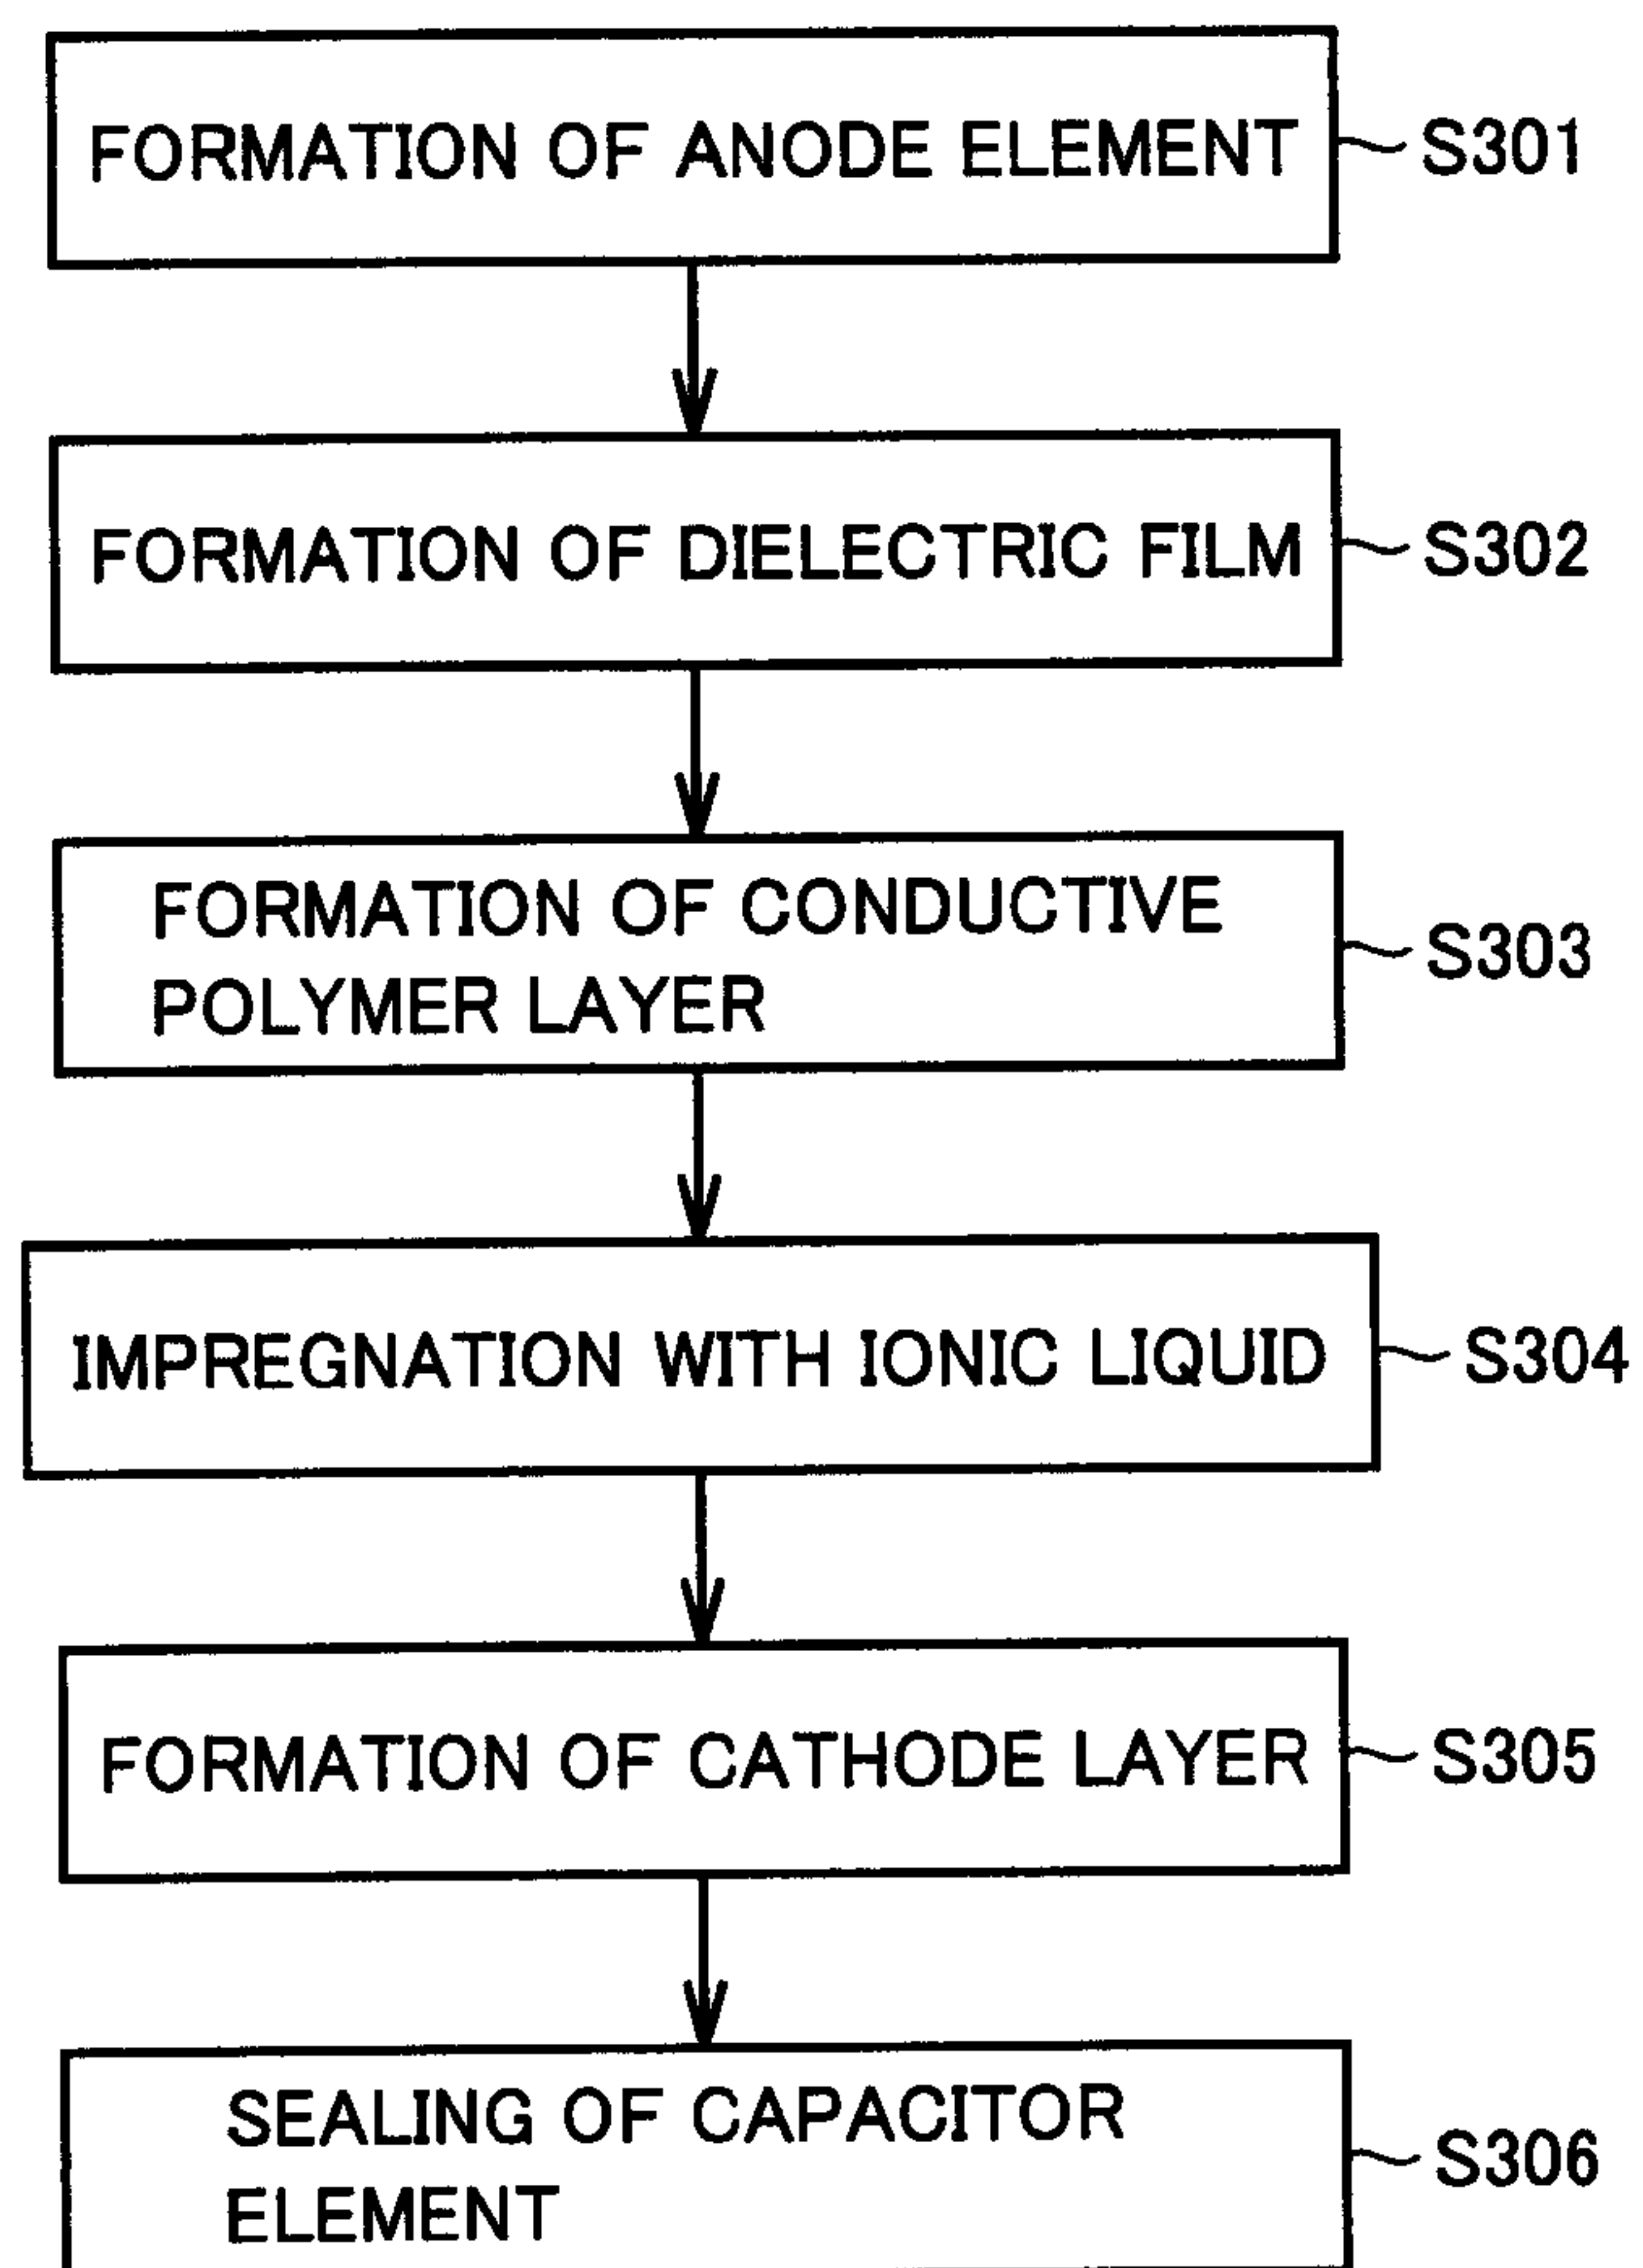 FORMATION OF ANODE ELEMENT S301
FORMATION OF DIELECTRIC FILM S302
FORMATION OF CONDUCTIVE
POLYMER LAYER
S303
IMPREGNATION WITH IONIC LIQUID S304
FORMATION OF CATHODE LAYER S305
SEALING OF CAPACITOR
ELEMENT
S306